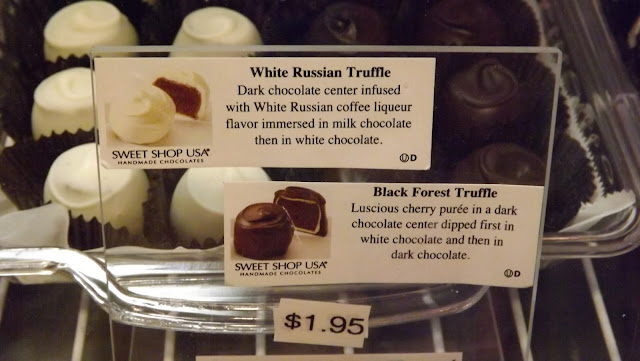 White Russian Truffle
Dark chocolate center infused
with White Russian coffee liqueur
flavor immersed in milk chocolate
then in white chocolate.
SWEET SHOP USA
HANDMADE CHOCOLATES
ⓊD
Black Forest Truffle
Luscious cherry purée in a dark
chocolate center dipped first in
white chocolate and then in
dark chocolate.
SWEET SHOP USA
HANDMADE CHOCOLATES
ⓊD
$1.95